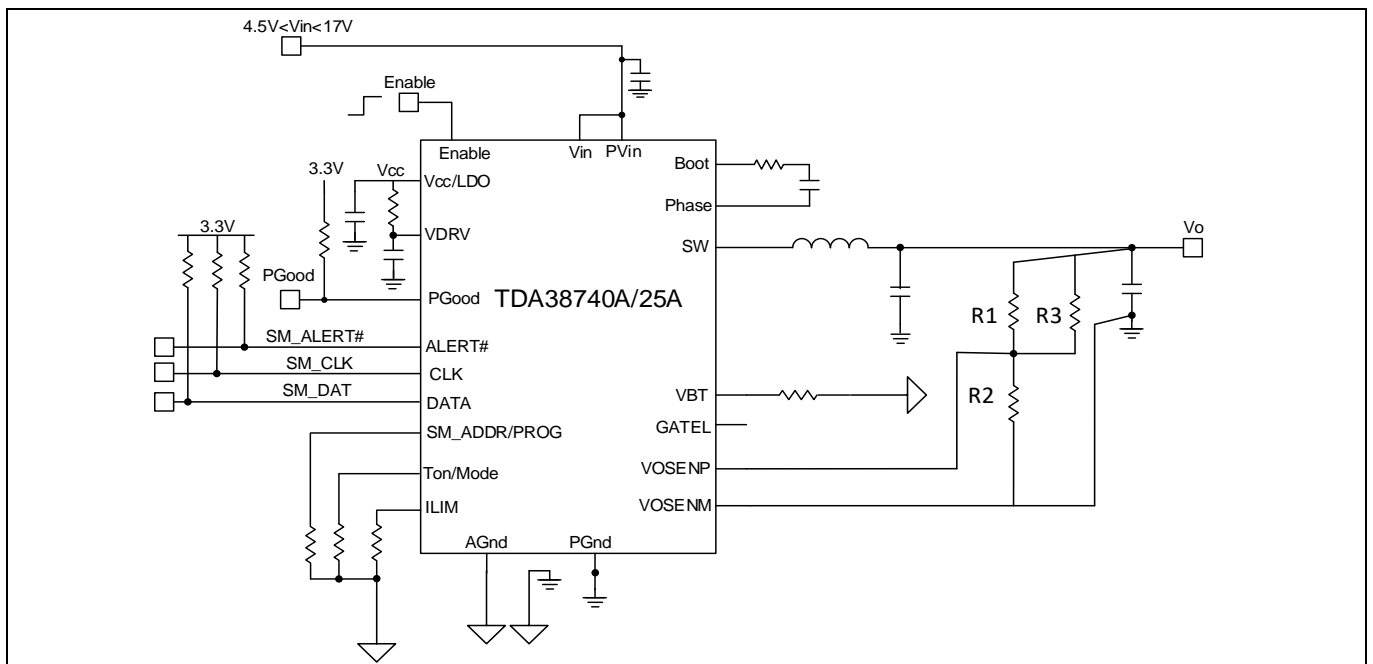 4.5V<Vin<17V
Enable
Enable
Vin
PVin
Boot
3.3V
Vcc
Vcc/LDO
Phase
VDRV
SW
Vo
3.3V
PGood
PGood
TDA38740A/25A
R1
R3
SM_ALERT#
ALERT#
SM_CLK
CLK
SM_DAT
DATA
VBT
R2
GATEL
SM_ADDR/PROG
VOSENP
Ton/Mode
VOSENM
ILIM
AGnd
PGnd